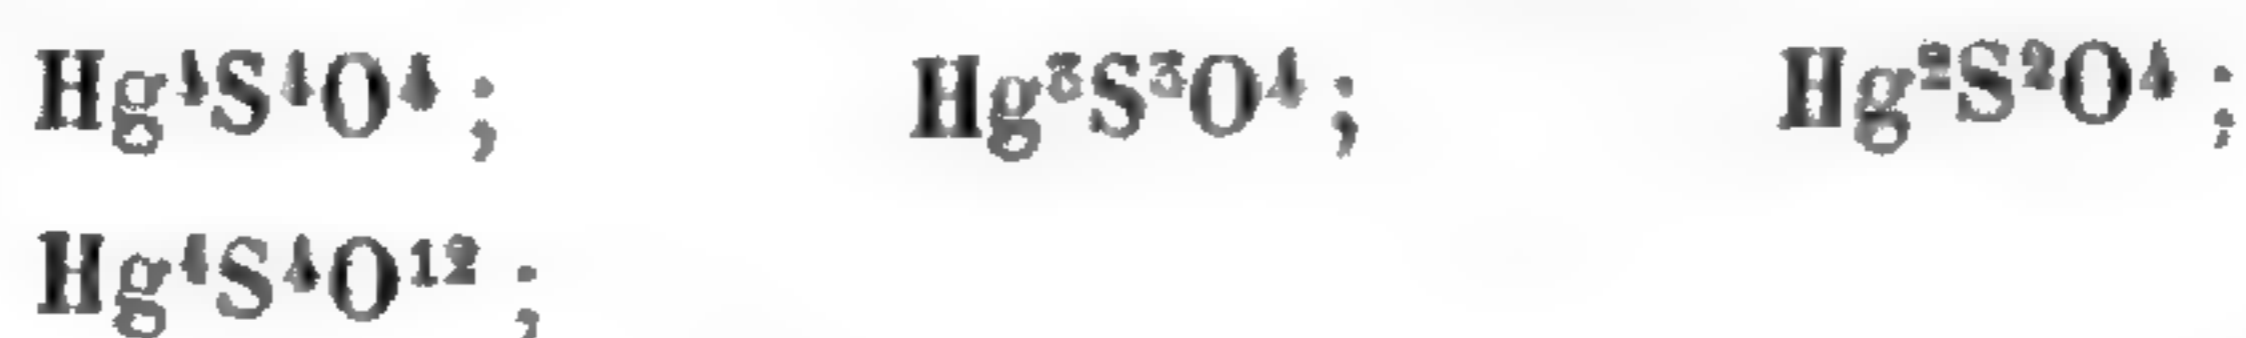 Hg⁴S⁴O⁴ ; Hg³S³O⁴ ; Hg²S²O⁴ ;
Hg⁴S⁴O¹² ;